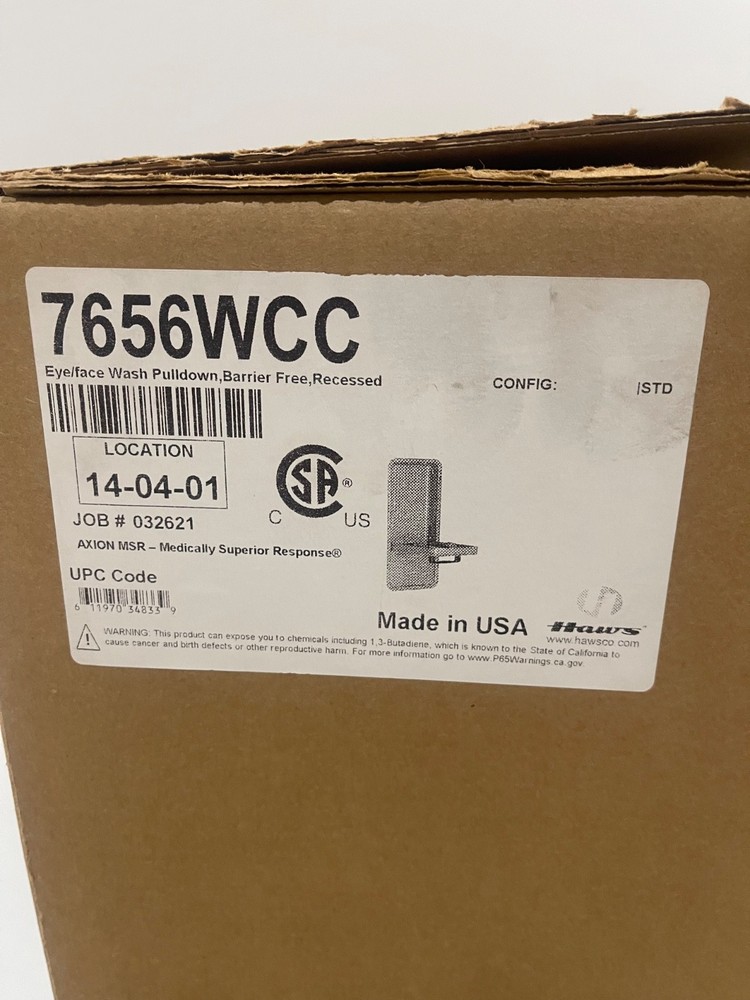 7656WCC
Eye/face Wash Pulldown,Barrier Free,Recessed
CONFIG: |STD
LOCATION
14-04-01
JOB # 032621
CSA®
C US
AXION MSR – Medically Superior Response®
UPC Code
6 11970 34833 9
Made in USA
Haws®
www.hawsco.com
WARNING: This product can expose you to chemicals including 1,3-Butadiene, which is known to the State of California to
cause cancer and birth defects or other reproductive harm. For more information go to www.P65Warnings.ca.gov